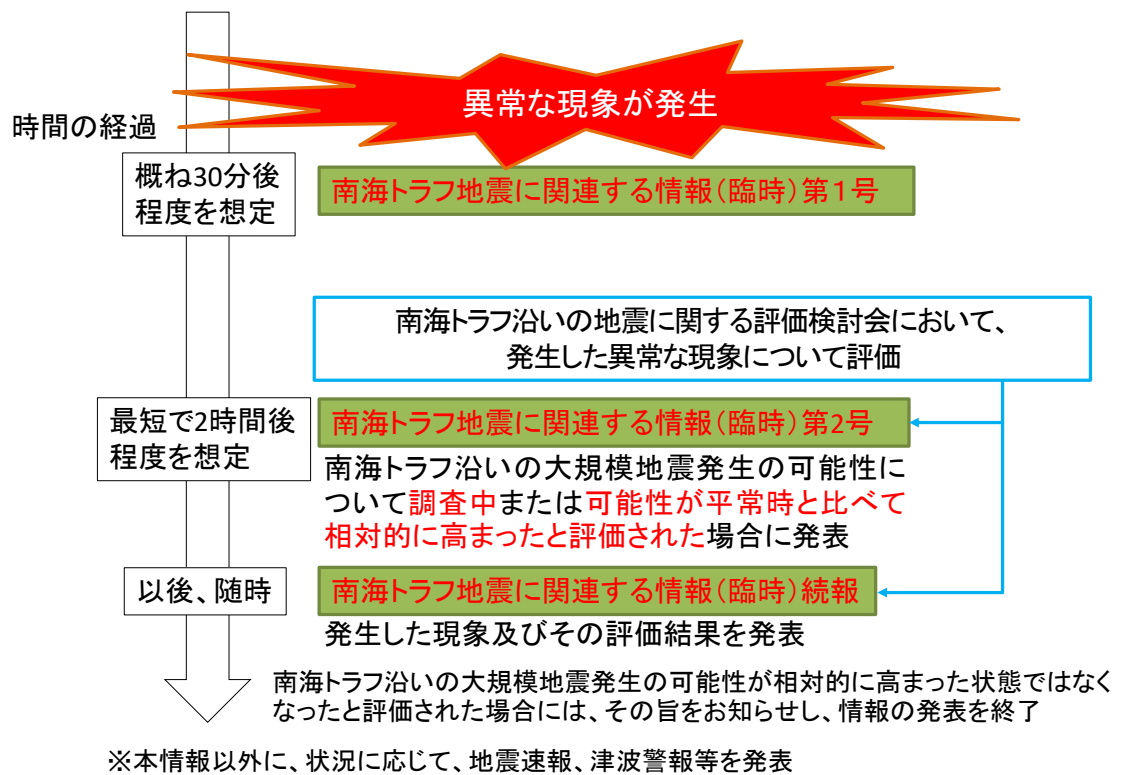 異常な現象が発生
時間の経過
概ね30分後
程度を想定
南海トラフ地震に関連する情報（臨時）第１号
南海トラフ沿いの地震に関する評価検討会において、
発生した異常な現象について評価
最短で2時間後
程度を想定
南海トラフ地震に関連する情報（臨時）第2号
南海トラフ沿いの大規模地震発生の可能性に
ついて調査中または可能性が平常時と比べて
相対的に高まったと評価された場合に発表
以後、随時
南海トラフ地震に関連する情報（臨時）続報
発生した現象及びその評価結果を発表
南海トラフ沿いの大規模地震発生の可能性が相対的に高まった状態ではなく
なったと評価された場合には、その旨をお知らせし、情報の発表を終了
※本情報以外に、状況に応じて、地震速報、津波警報等を発表